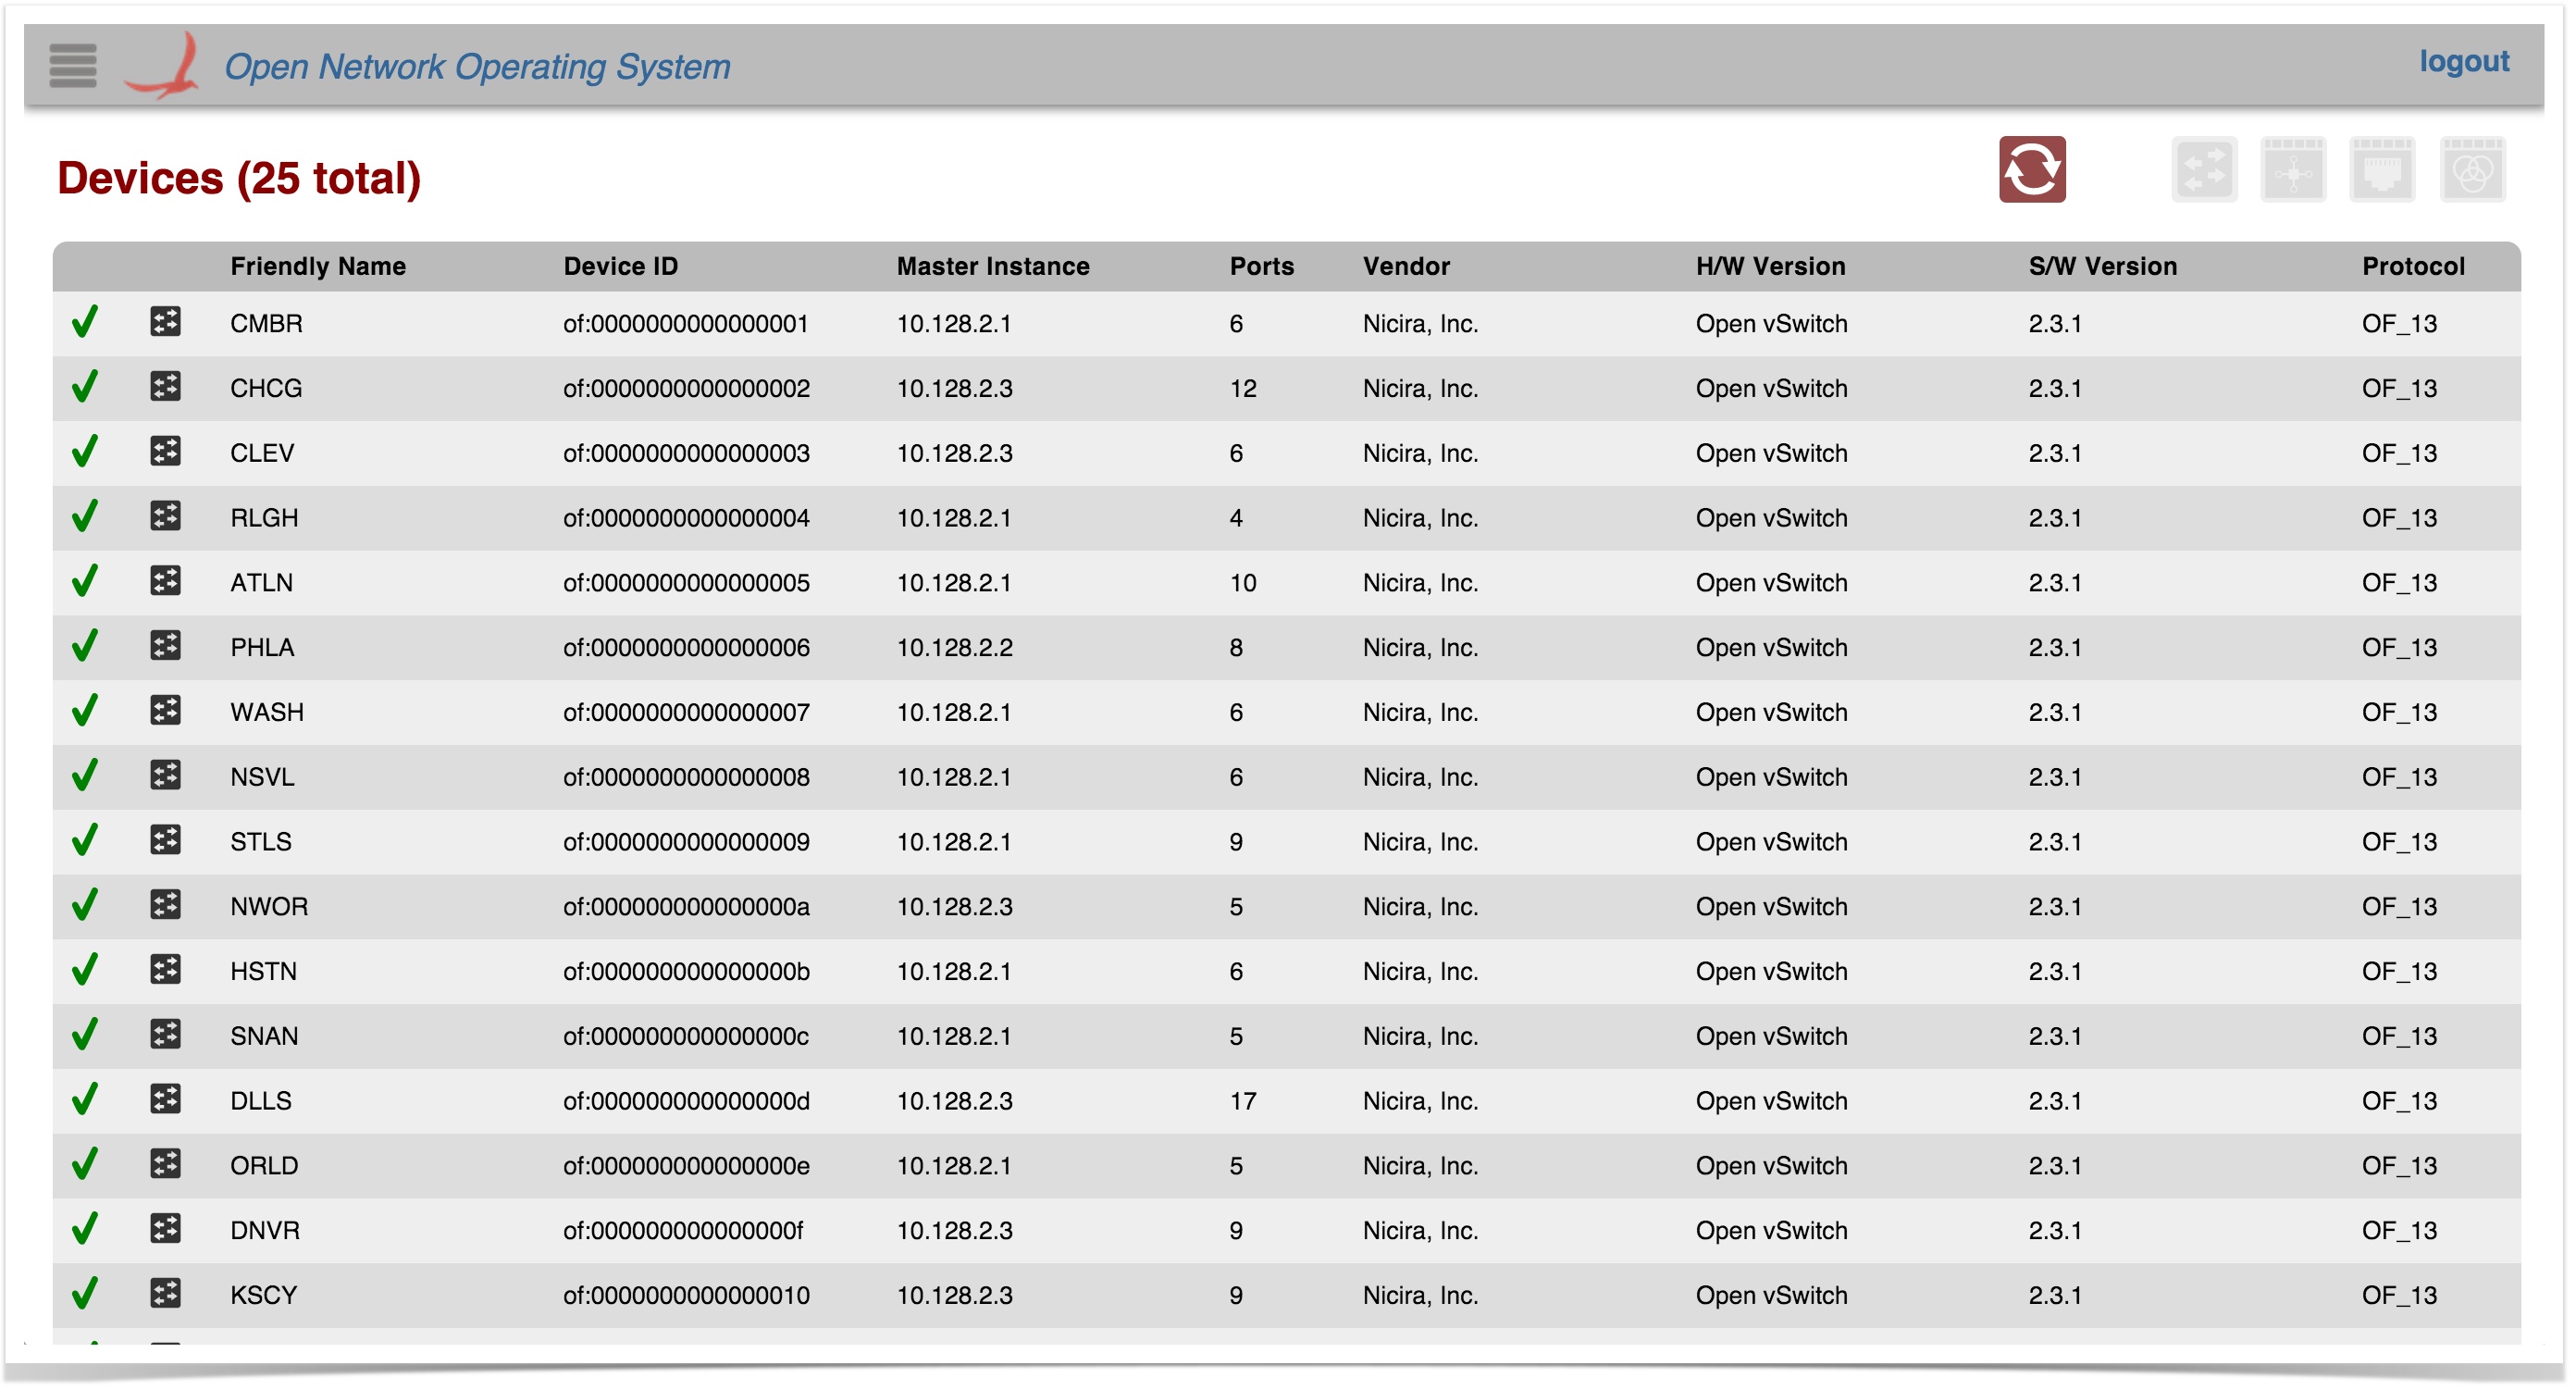 Open Network Operating System logout
Devices (25 total)
Friendly Name Device ID Master Instance Ports Vendor H/W Version S/W Version Protocol
CMBR of:0000000000000001 10.128.2.1 6 Nicira, Inc. Open vSwitch 2.3.1 OF_13
CHCG of:0000000000000002 10.128.2.3 12 Nicira, Inc. Open vSwitch 2.3.1 OF_13
CLEV of:0000000000000003 10.128.2.3 6 Nicira, Inc. Open vSwitch 2.3.1 OF_13
RLGH of:0000000000000004 10.128.2.1 4 Nicira, Inc. Open vSwitch 2.3.1 OF_13
ATLN of:0000000000000005 10.128.2.1 10 Nicira, Inc. Open vSwitch 2.3.1 OF_13
PHLA of:0000000000000006 10.128.2.2 8 Nicira, Inc. Open vSwitch 2.3.1 OF_13
WASH of:0000000000000007 10.128.2.1 6 Nicira, Inc. Open vSwitch 2.3.1 OF_13
NSVL of:0000000000000008 10.128.2.1 6 Nicira, Inc. Open vSwitch 2.3.1 OF_13
STLS of:0000000000000009 10.128.2.1 9 Nicira, Inc. Open vSwitch 2.3.1 OF_13
NWOR of:000000000000000a 10.128.2.3 5 Nicira, Inc. Open vSwitch 2.3.1 OF_13
HSTN of:000000000000000b 10.128.2.1 6 Nicira, Inc. Open vSwitch 2.3.1 OF_13
SNAN of:000000000000000c 10.128.2.1 5 Nicira, Inc. Open vSwitch 2.3.1 OF_13
DLLS of:000000000000000d 10.128.2.3 17 Nicira, Inc. Open vSwitch 2.3.1 OF_13
ORLD of:000000000000000e 10.128.2.1 5 Nicira, Inc. Open vSwitch 2.3.1 OF_13
DNVR of:000000000000000f 10.128.2.3 9 Nicira, Inc. Open vSwitch 2.3.1 OF_13
KSCY of:0000000000000010 10.128.2.3 9 Nicira, Inc. Open vSwitch 2.3.1 OF_13